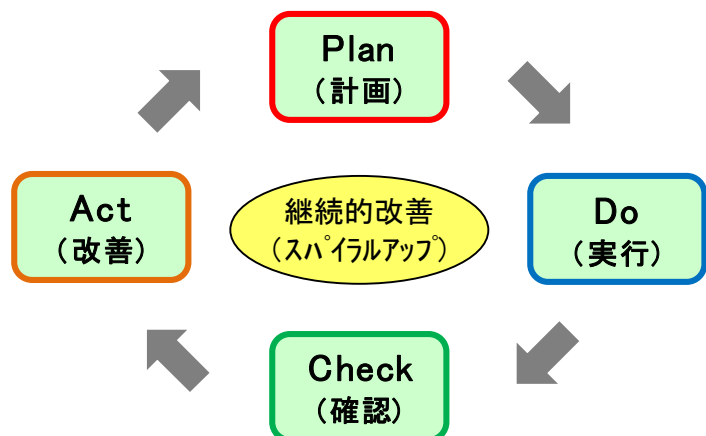 Plan
(計画)
Do
(実行)
Check
(確認)
Act
(改善)
継続的改善
(ｽﾊﾟｲﾗﾙｱｯﾌﾟ)